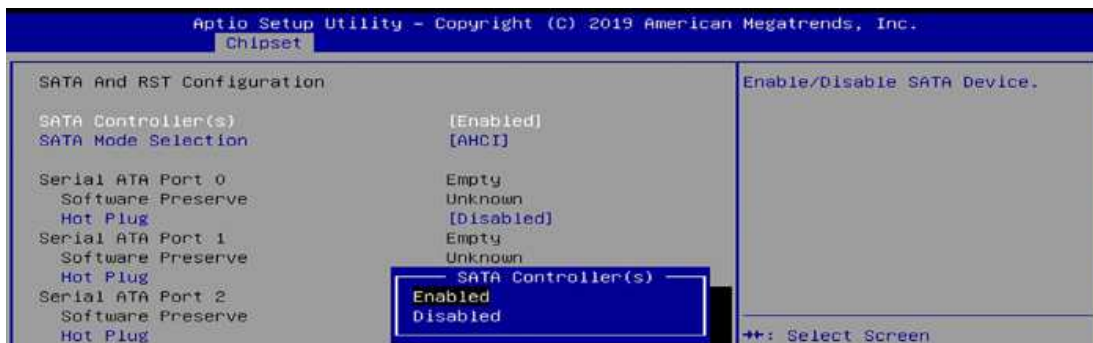 Aptio Setup Utility – Copyright (C) 2019 American Megatrends, Inc.
Chipset
SATA And RST Configuration
Enable/Disable SATA Device.
SATA Controller(s) [Enabled]
SATA Mode Selection [AHCI]
Serial ATA Port 0 Empty
Software Preserve Unknown
Hot Plug [Disabled]
Serial ATA Port 1 Empty
Software Preserve Unknown
Hot Plug
SATA Controller(s)
Serial ATA Port 2
Enabled
Software Preserve
Disabled
Hot Plug
→←: Select Screen